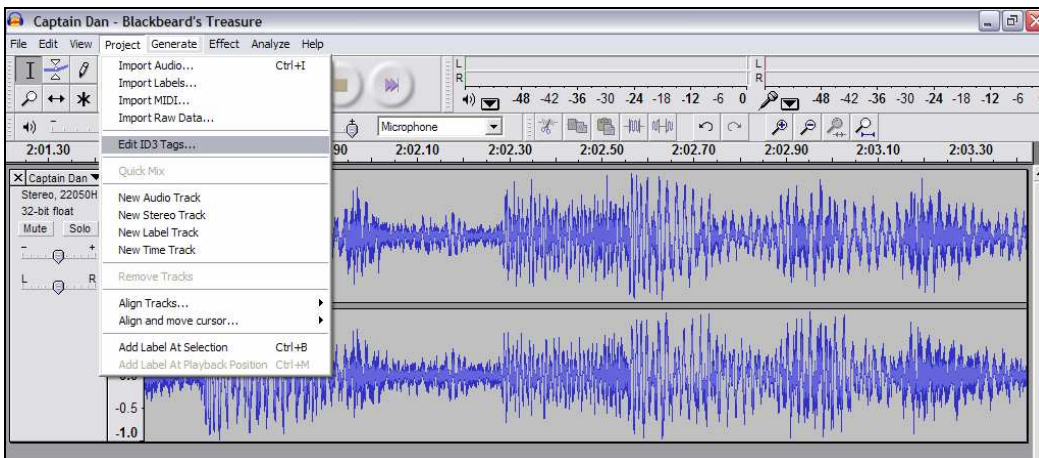 Captain Dan - Blackbeard's Treasure
File Edit View Project Generate Effect Analyze Help
Import Audio... Ctrl+I
Import Labels...
Import MIDI...
Import Raw Data...
Edit ID3 Tags...
Quick Mix
New Audio Track
New Stereo Track
New Label Track
New Time Track
Remove Tracks
Align Tracks...
Align and move cursor...
Add Label At Selection Ctrl+B
Add Label At Playback Position Ctrl+M
L
R
-48 -42 -36 -30 -24 -18 -12 -6 0
L
R
-48 -42 -36 -30 -24 -18 -12 -6
Microphone
2:01.30 90 2:02.10 2:02.30 2:02.50 2:02.70 2:02.90 2:03.10 2:03.30
X Captain Dan
Stereo, 22050H
32-bit float
Mute Solo
- +
L R
-0.5
-1.0